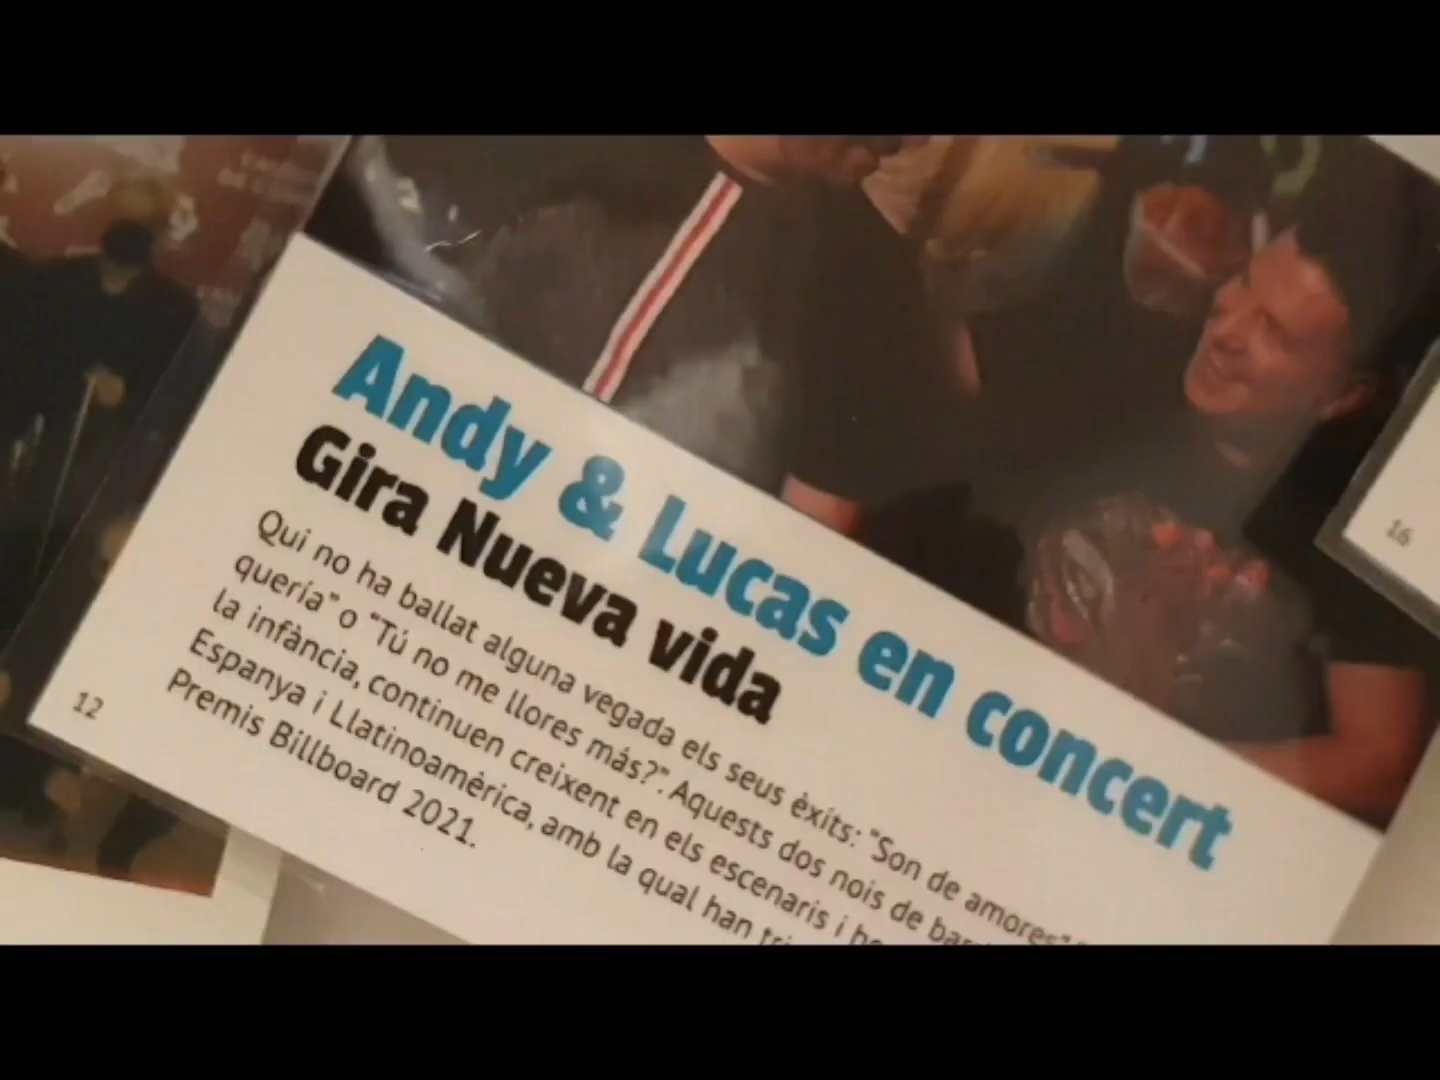 Andy & Lucas en concert
Gira Nueva vida
Qui no ha ballat alguna vegada els seus èxits: "Son de amores"
quería" o "Tú no me llores más?". Aquests dos nois de
la infància, continuen creixent en els escenaris i
Espanya i Llatinoamèrica, amb la qual han
Premis Billboard 2021.
12
16